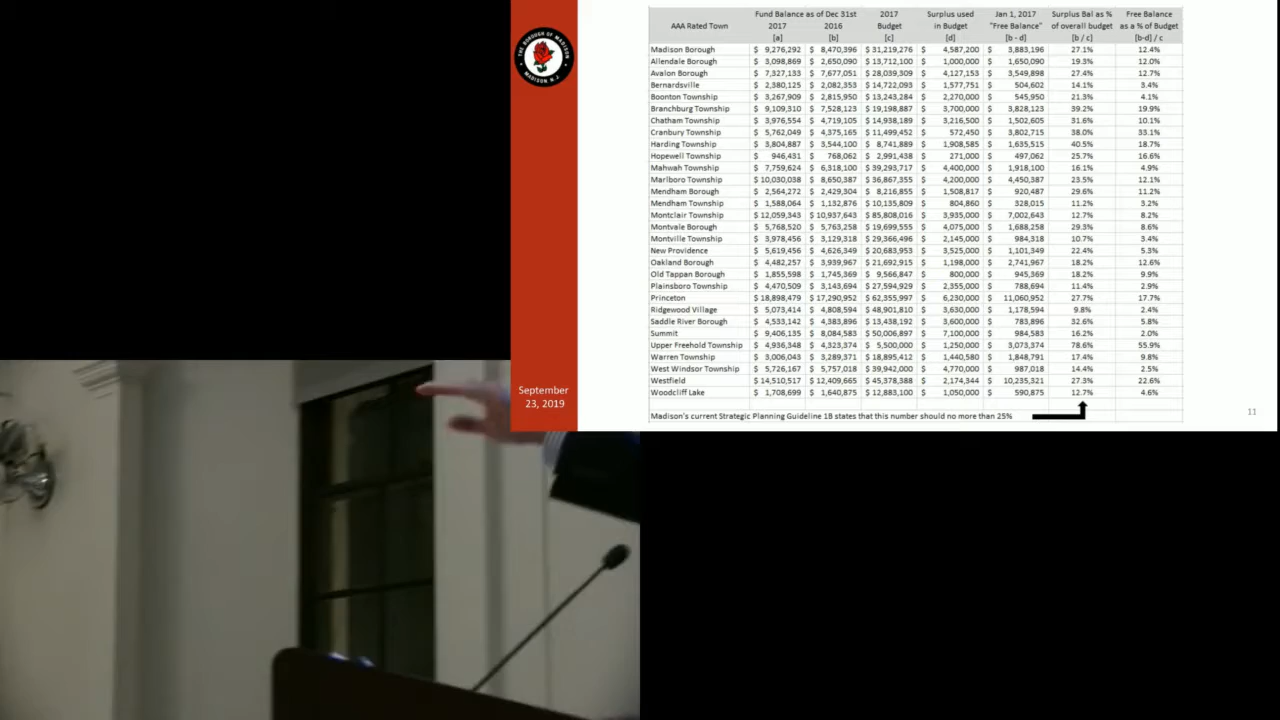 THE BOROUGH OF MADISON
MADISON N.J.
September
23, 2019
Fund Balance as of Dec 31st 2017 Surplus used Jan 1, 2017 Surplus Bal as % Free Balance
AAA Rated Town 2017 2016 Budget in Budget "Free Balance" of overall budget as a % of Budget
[a] [b] [c] [d] [b - d] [b / c] [b-d] / c
Madison Borough $ 9,276,292 $ 8,470,396 $ 31,219,276 $ 4,587,200 $ 3,883,196 27.1% 12.4%
Allendale Borough $ 3,098,869 $ 2,650,090 $ 13,712,100 $ 1,000,000 $ 1,650,090 19.3% 12.0%
Avalon Borough $ 7,327,133 $ 7,677,051 $ 28,039,309 $ 4,127,153 $ 3,549,898 27.4% 12.7%
Bernardsville $ 2,380,125 $ 2,082,353 $ 14,722,093 $ 1,577,751 $ 504,602 14.1% 3.4%
Boonton Township $ 3,267,909 $ 2,815,950 $ 13,243,284 $ 2,270,000 $ 545,950 21.3% 4.1%
Branchburg Township $ 9,109,310 $ 7,528,123 $ 19,198,887 $ 3,700,000 $ 3,828,123 39.2% 19.9%
Chatham Township $ 3,976,554 $ 4,719,105 $ 14,938,189 $ 3,216,500 $ 1,502,605 31.6% 10.1%
Cranbury Township $ 5,762,049 $ 4,375,165 $ 11,499,452 $ 572,450 $ 3,802,715 38.0% 33.1%
Harding Township $ 3,804,887 $ 3,544,100 $ 8,741,889 $ 1,908,585 $ 1,635,515 40.5% 18.7%
Hopewell Township $ 946,431 $ 768,062 $ 2,991,438 $ 271,000 $ 497,062 25.7% 16.6%
Mahwah Township $ 7,759,624 $ 6,318,100 $ 39,293,717 $ 4,400,000 $ 1,918,100 16.1% 4.9%
Marlboro Township $ 10,030,038 $ 8,650,387 $ 36,867,355 $ 4,200,000 $ 4,450,387 23.5% 12.1%
Mendham Borough $ 2,564,272 $ 2,429,304 $ 8,216,855 $ 1,508,817 $ 920,487 29.6% 11.2%
Mendham Township $ 1,588,064 $ 1,132,876 $ 10,135,809 $ 804,860 $ 328,015 11.2% 3.2%
Montclair Township $ 12,059,343 $ 10,937,643 $ 85,808,016 $ 3,935,000 $ 7,002,643 12.7% 8.2%
Montvale Borough $ 5,768,520 $ 5,763,258 $ 19,699,555 $ 4,075,000 $ 1,688,258 29.3% 8.6%
Montville Township $ 3,978,456 $ 3,129,318 $ 29,366,496 $ 2,145,000 $ 984,318 10.7% 3.4%
New Providence $ 5,619,456 $ 4,626,349 $ 20,683,953 $ 3,525,000 $ 1,101,349 22.4% 5.3%
Oakland Borough $ 4,482,257 $ 3,939,967 $ 21,692,915 $ 1,198,000 $ 2,741,967 18.2% 12.6%
Old Tappan Borough $ 1,855,598 $ 1,745,369 $ 9,566,847 $ 800,000 $ 945,369 18.2% 9.9%
Plainsboro Township $ 4,470,509 $ 3,143,694 $ 27,594,929 $ 2,355,000 $ 788,694 11.4% 2.9%
Princeton $ 18,898,479 $ 17,290,952 $ 62,355,997 $ 6,230,000 $ 11,060,952 27.7% 17.7%
Ridgewood Village $ 5,073,414 $ 4,808,594 $ 48,901,810 $ 3,630,000 $ 1,178,594 9.8% 2.4%
Saddle River Borough $ 4,533,142 $ 4,383,896 $ 13,438,192 $ 3,600,000 $ 783,896 32.6% 5.8%
Summit $ 9,406,135 $ 8,084,583 $ 50,006,897 $ 7,100,000 $ 984,583 16.2% 2.0%
Upper Freehold Township $ 4,936,348 $ 4,323,374 $ 5,500,000 $ 1,250,000 $ 3,073,374 78.6% 55.9%
Warren Township $ 3,006,043 $ 3,289,371 $ 18,895,412 $ 1,440,580 $ 1,848,791 17.4% 9.8%
West Windsor Township $ 5,726,167 $ 5,757,018 $ 39,942,000 $ 4,770,000 $ 987,018 14.4% 2.5%
Westfield $ 14,510,517 $ 12,409,665 $ 45,378,388 $ 2,174,344 $ 10,235,321 27.3% 22.6%
Woodcliff Lake $ 1,708,699 $ 1,640,875 $ 12,883,100 $ 1,050,000 $ 590,875 12.7% 4.6%
Madison's current Strategic Planning Guideline 1B states that this number should no more than 25%
11